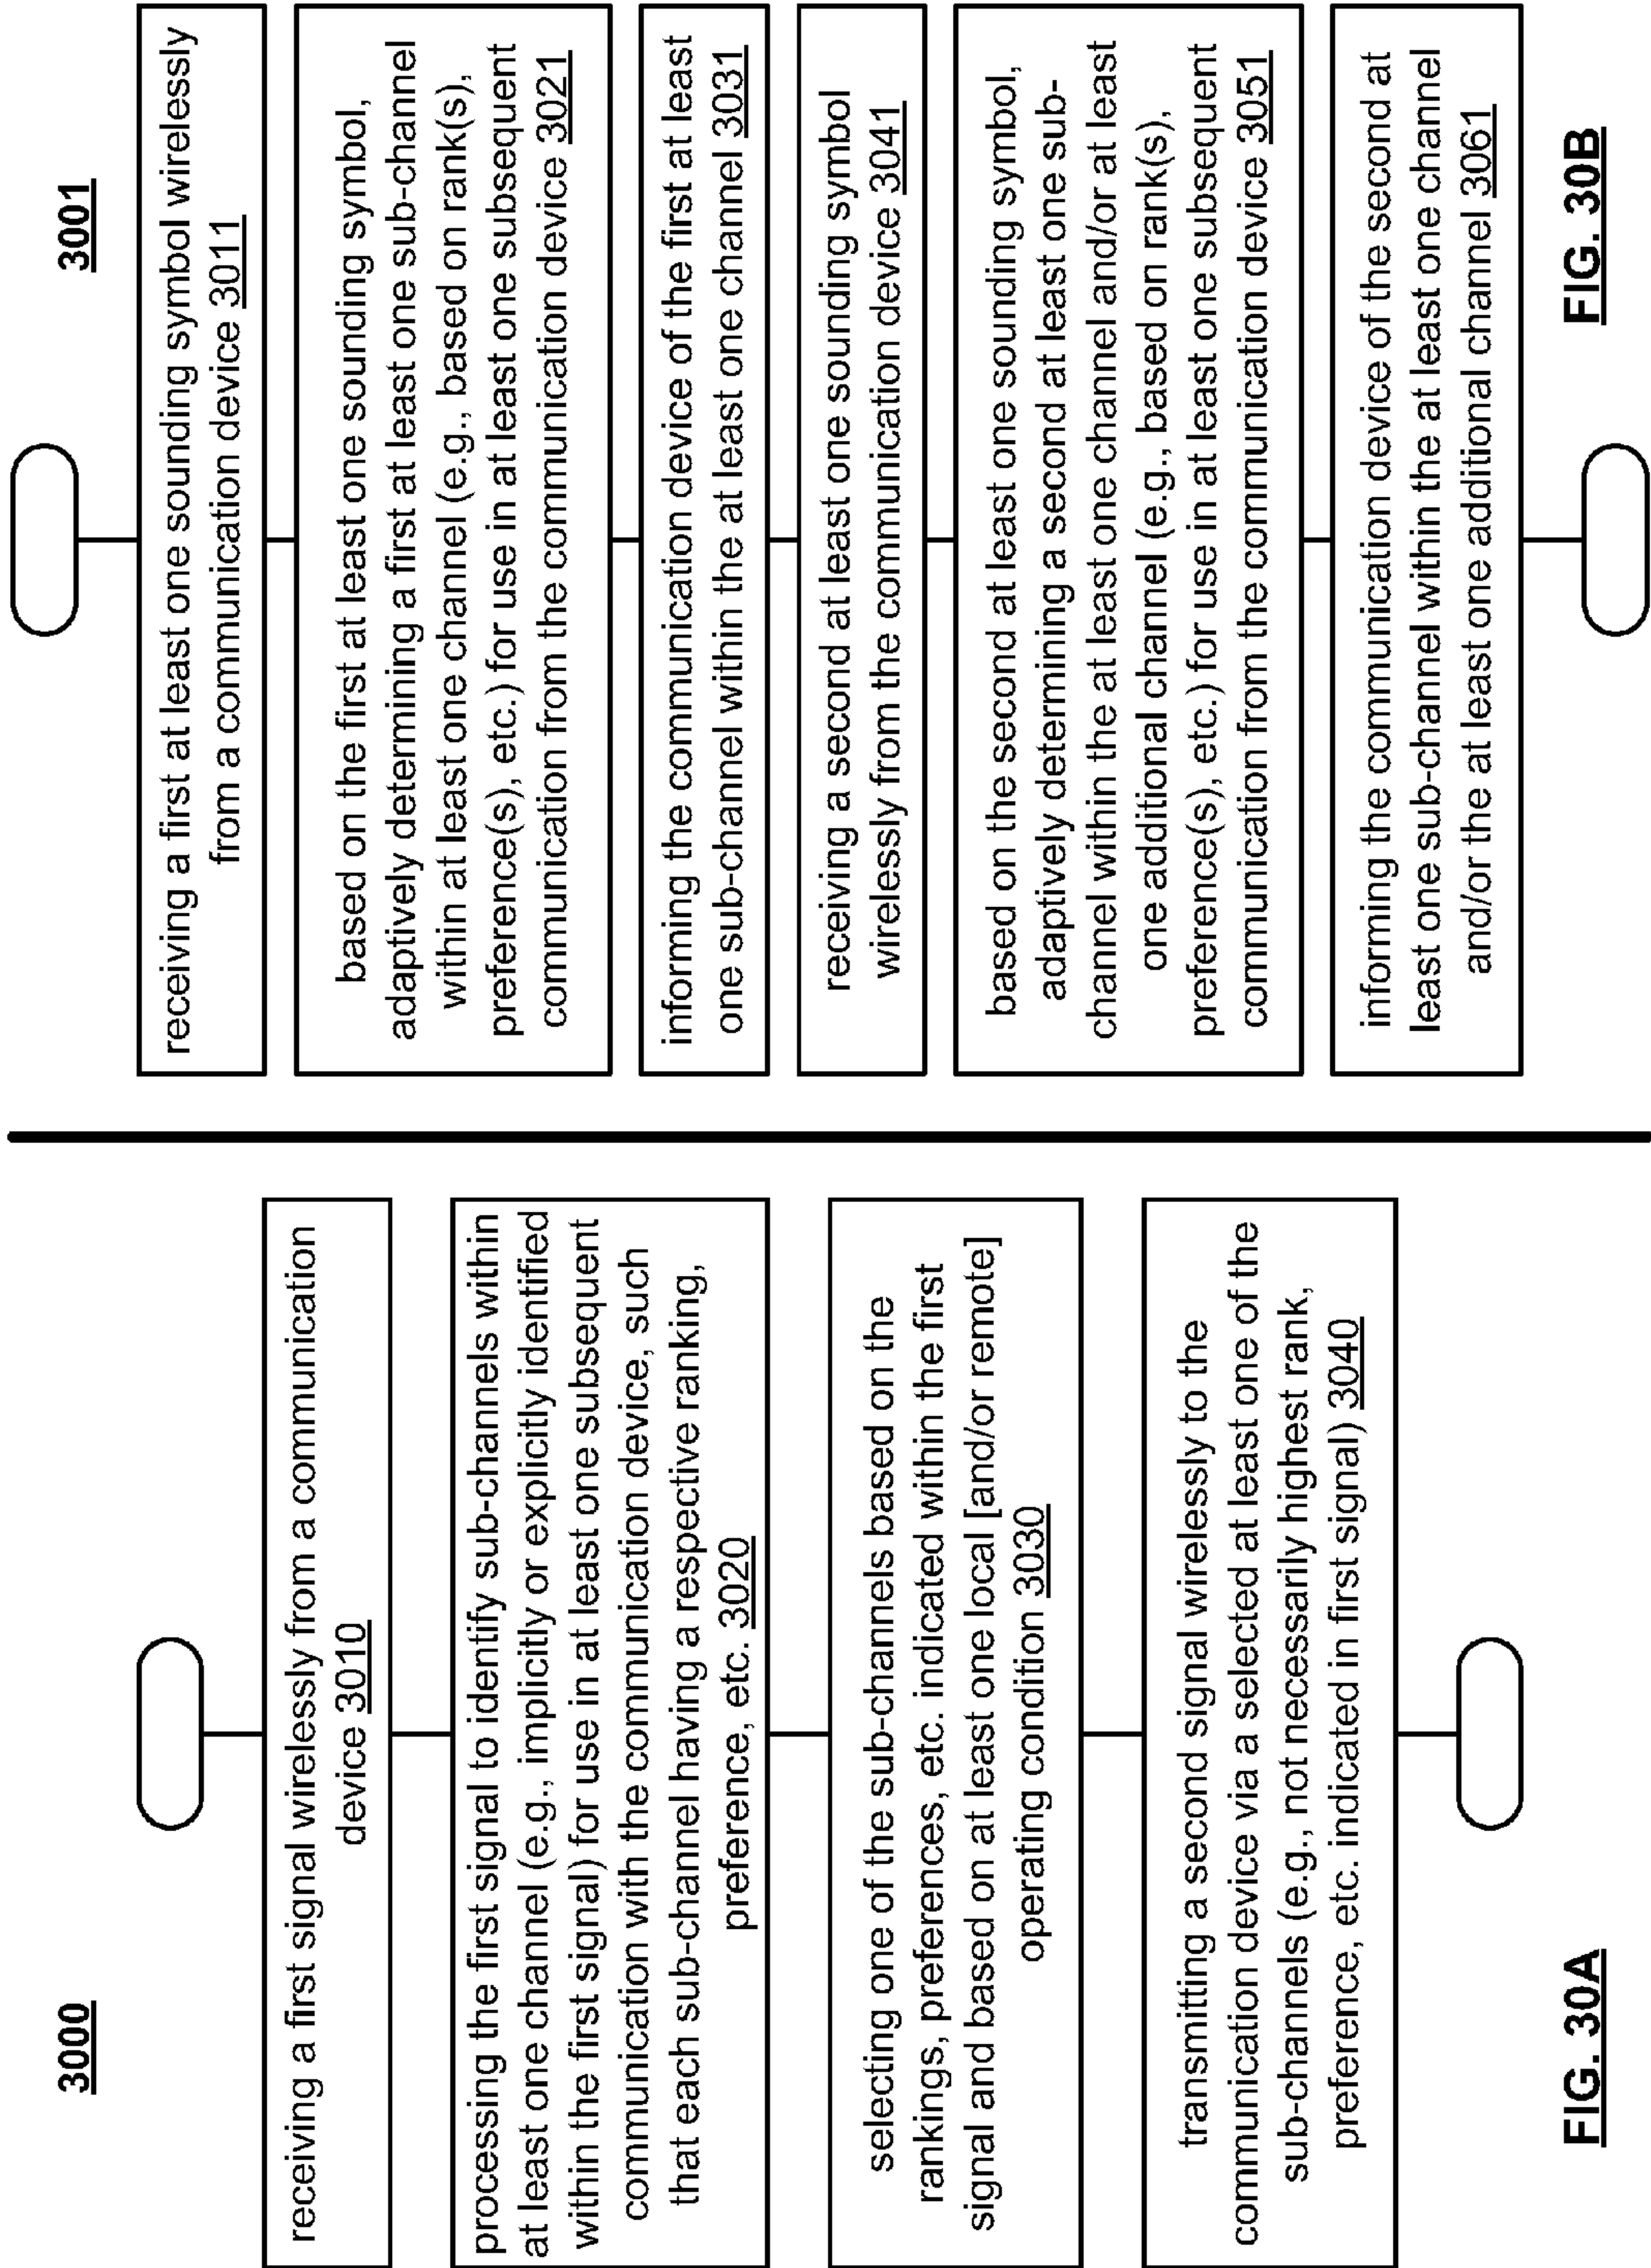 3000
receiving a first signal wirelessly from a communication
device 3010
processing the first signal to identify sub-channels within
at least one channel (e.g., implicitly or explicitly identified
within the first signal) for use in at least one subsequent
communication with the communication device, such
that each sub-channel having a respective ranking,
preference, etc. 3020
selecting one of the sub-channels based on the
rankings, preferences, etc. indicated within the first
signal and based on at least one local [and/or remote]
operating condition 3030
transmitting a second signal wirelessly to the
communication device via a selected at least one of the
sub-channels (e.g., not necessarily highest rank,
preference, etc. indicated in first signal) 3040
FIG. 30A
3001
receiving a first at least one sounding symbol wirelessly
from a communication device 3011
based on the first at least one sounding symbol,
adaptively determining a first at least one sub-channel
within at least one channel (e.g., based on rank(s),
preference(s), etc.) for use in at least one subsequent
communication from the communication device 3021
informing the communication device of the first at least
one sub-channel within the at least one channel 3031
receiving a second at least one sounding symbol
wirelessly from the communication device 3041
based on the second at least one sounding symbol,
adaptively determining a second at least one sub-
channel within the at least one channel and/or at least
one additional channel (e.g., based on rank(s),
preference(s), etc.) for use in at least one subsequent
communication from the communication device 3051
informing the communication device of the second at
least one sub-channel within the at least one channel
and/or the at least one additional channel 3061
FIG. 30B